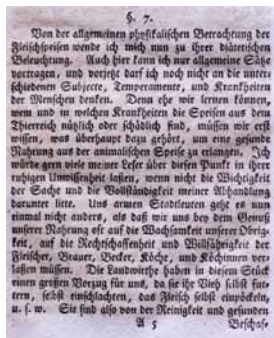 §. 7.
Von der allgemeinen physikalischen Betrachtung der
Fleischspeisen wende ich mich nun zu ihrer diätetischen
Beleuchtung. Auch hier kann ich nur allgemeine Sätze
vortragen, und vorjetzt darf ich noch nicht an die unter-
schiedenen Subjecte, Temperamente, und Krankheiten
der Menschen denken. Denn ehe wir lernen können,
wem und in welchen Krankheiten die Speisen aus dem
Thierreich nützlich oder schädlich sind, müssen wir erst
wissen, was überhaupt dazu gehört, um eine gesunde
Nahrung aus der animalischen Speise zu erlangen. Ich
würde gern viele meiner Leser über diesen Punkt in ihrer
ruhigen Unwissenheit laßen, wenn nicht die Wichtigkeit
der Sache und die Vollständigkeit meiner Abhandlung
darunter litte. Uns armen Stadtleuten geht es nun
einmal nicht anders, als daß wir uns bey dem Genuß
unserer Nahrung oft auf die Wachsamkeit unserer Obrig-
keit, auf die Rechtschaffenheit und Willfährigkeit der
Fleischer, Brauer, Becker, Köche, und Köchinnen ver-
laßen müssen. Die Landwirthe haben in diesem Stück
einen großen Vorzug für uns, da sie ihr Vieh selbst füt-
tern, selbst einschlachten, das Fleisch selbst einpöckeln,
u. s. w. Sie sind also von der Reinigkeit und gesunden
A 5 Beschaf-